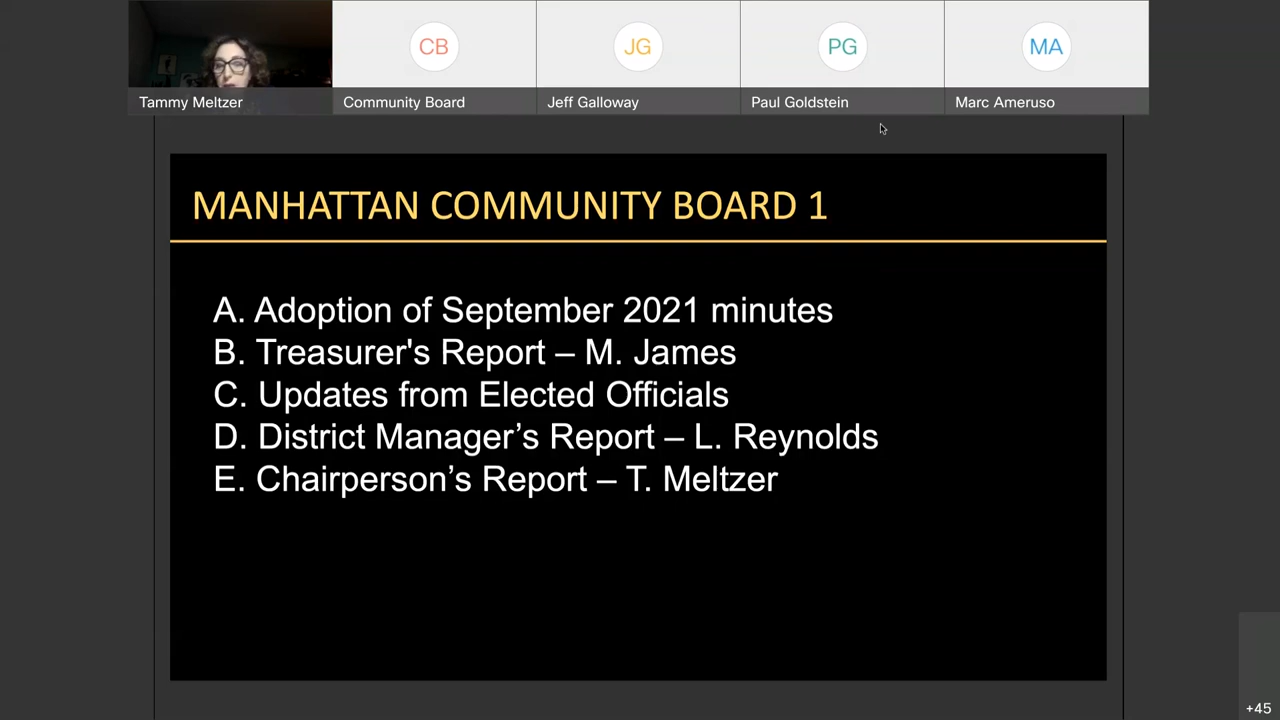 CB
JG
PG
MA
Tammy Meltzer
Community Board
Jeff Galloway
Paul Goldstein
Marc Ameruso
MANHATTAN COMMUNITY BOARD 1
A. Adoption of September 2021 minutes
B. Treasurer's Report – M. James
C. Updates from Elected Officials
D. District Manager’s Report – L. Reynolds
E. Chairperson’s Report – T. Meltzer
+45